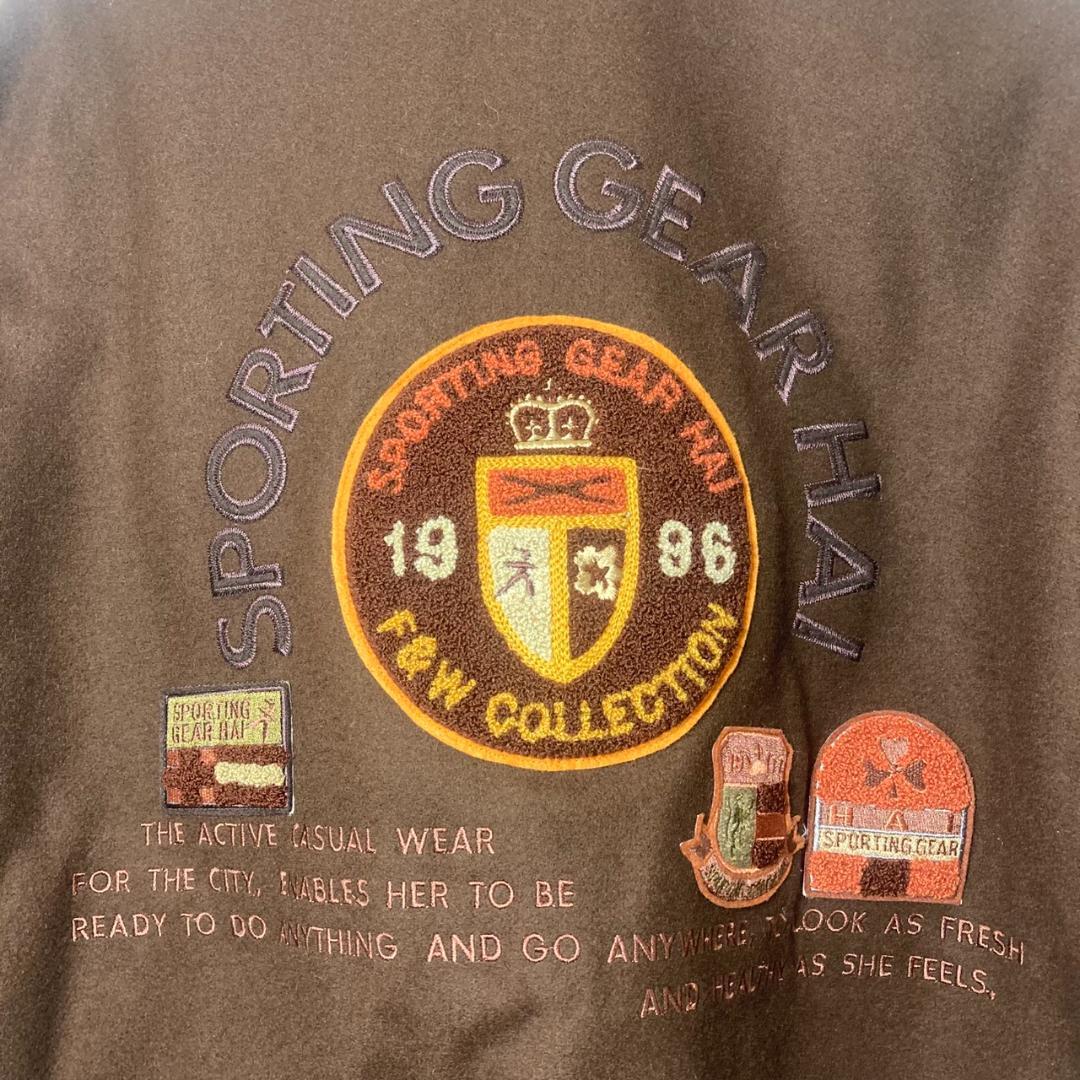 SPORTING GEAR HAI
SPORTING GEAR HAI
19 96
F&W COLLECTION
SPORTING
GEAR HAI
HAI
SPORTING.GEAR
THE ACTIVE CASUAL WEAR
FOR THE CITY, ENABLES HER TO BE
READY TO DO ANYTHING AND GO ANYWHERE, TO LOOK AS FRESH
AND HEALTHY AS SHE FEELS.,